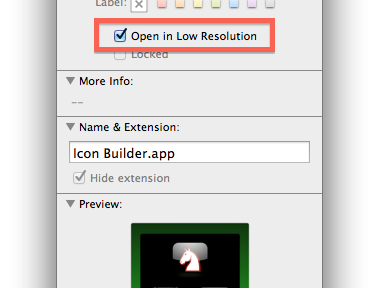 Label:
Open in Low Resolution
Locked
More Info:
--
Name & Extension:
Icon Builder.app
Hide extension
Preview: